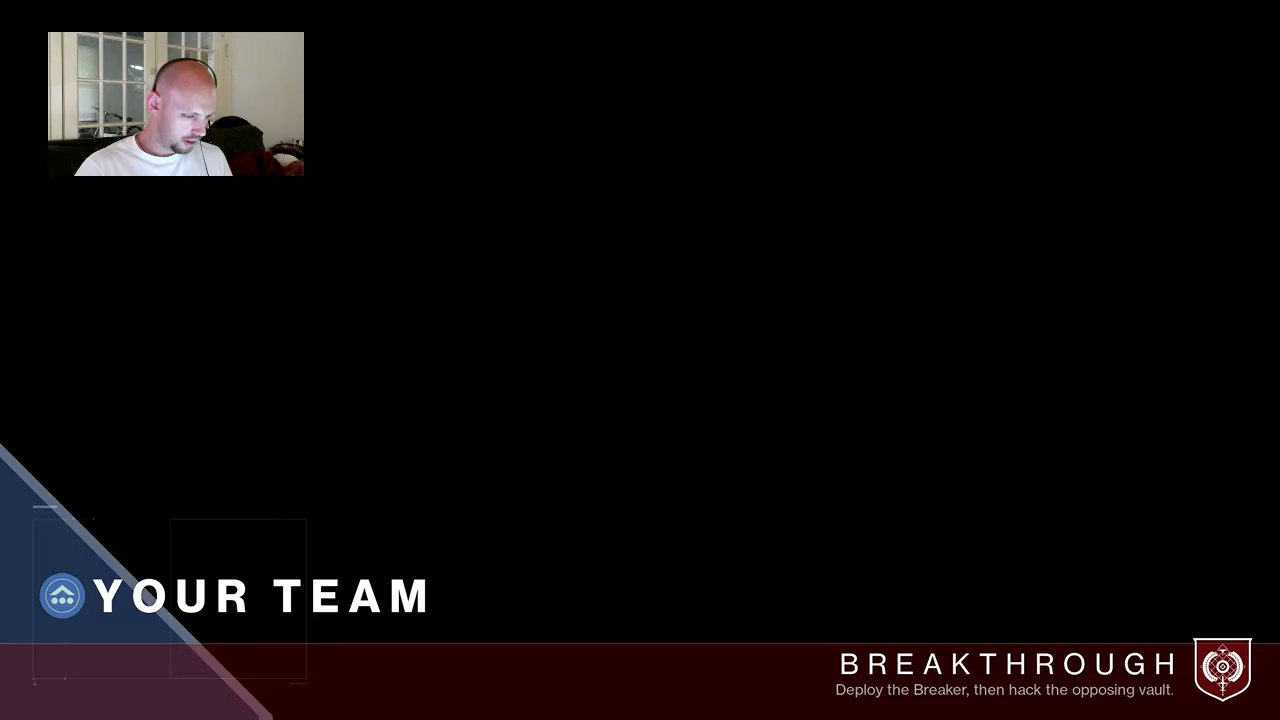 YOUR TEAM
BREAKTHROUGH
Deploy the Breaker, then hack the opposing vault.